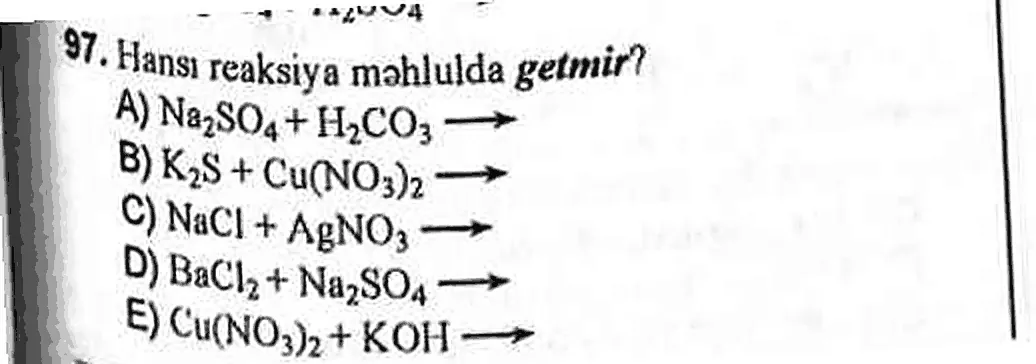 97. Hansı reaksiya məhlulda getmir?
A) Na₂SO₄ + H₂CO₃ ⟶
B) K₂S + Cu(NO₃)₂ ⟶
C) NaCl + AgNO₃ ⟶
D) BaCl₂ + Na₂SO₄ ⟶
E) Cu(NO₃)₂ + KOH ⟶